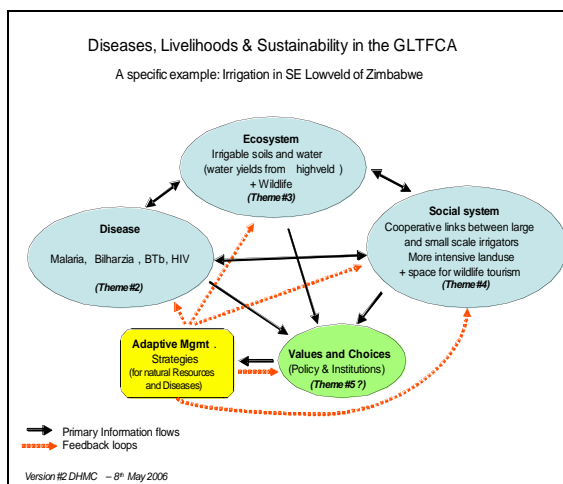 Diseases, Livelihoods & Sustainability in the GLTFCA
A specific example: Irrigation in SE Lowveld of Zimbabwe
Ecosystem
Irrigable soils and water
(water yields from highveld )
+ Wildlife
(Theme #3)
Disease
Malaria, Bilharzia , BTb, HIV
(Theme #2)
Social system
Cooperative links between large
and small scale irrigators
More intensive landuse
+ space for wildlife tourism
(Theme #4)
Adaptive Mgmt .
Strategies
(for natural Resources
and Diseases)
Values and Choices
(Policy & Institutions)
(Theme #5 ?)
Primary Information flows
Feedback loops
Version #2 DHMC – 8th May 2006